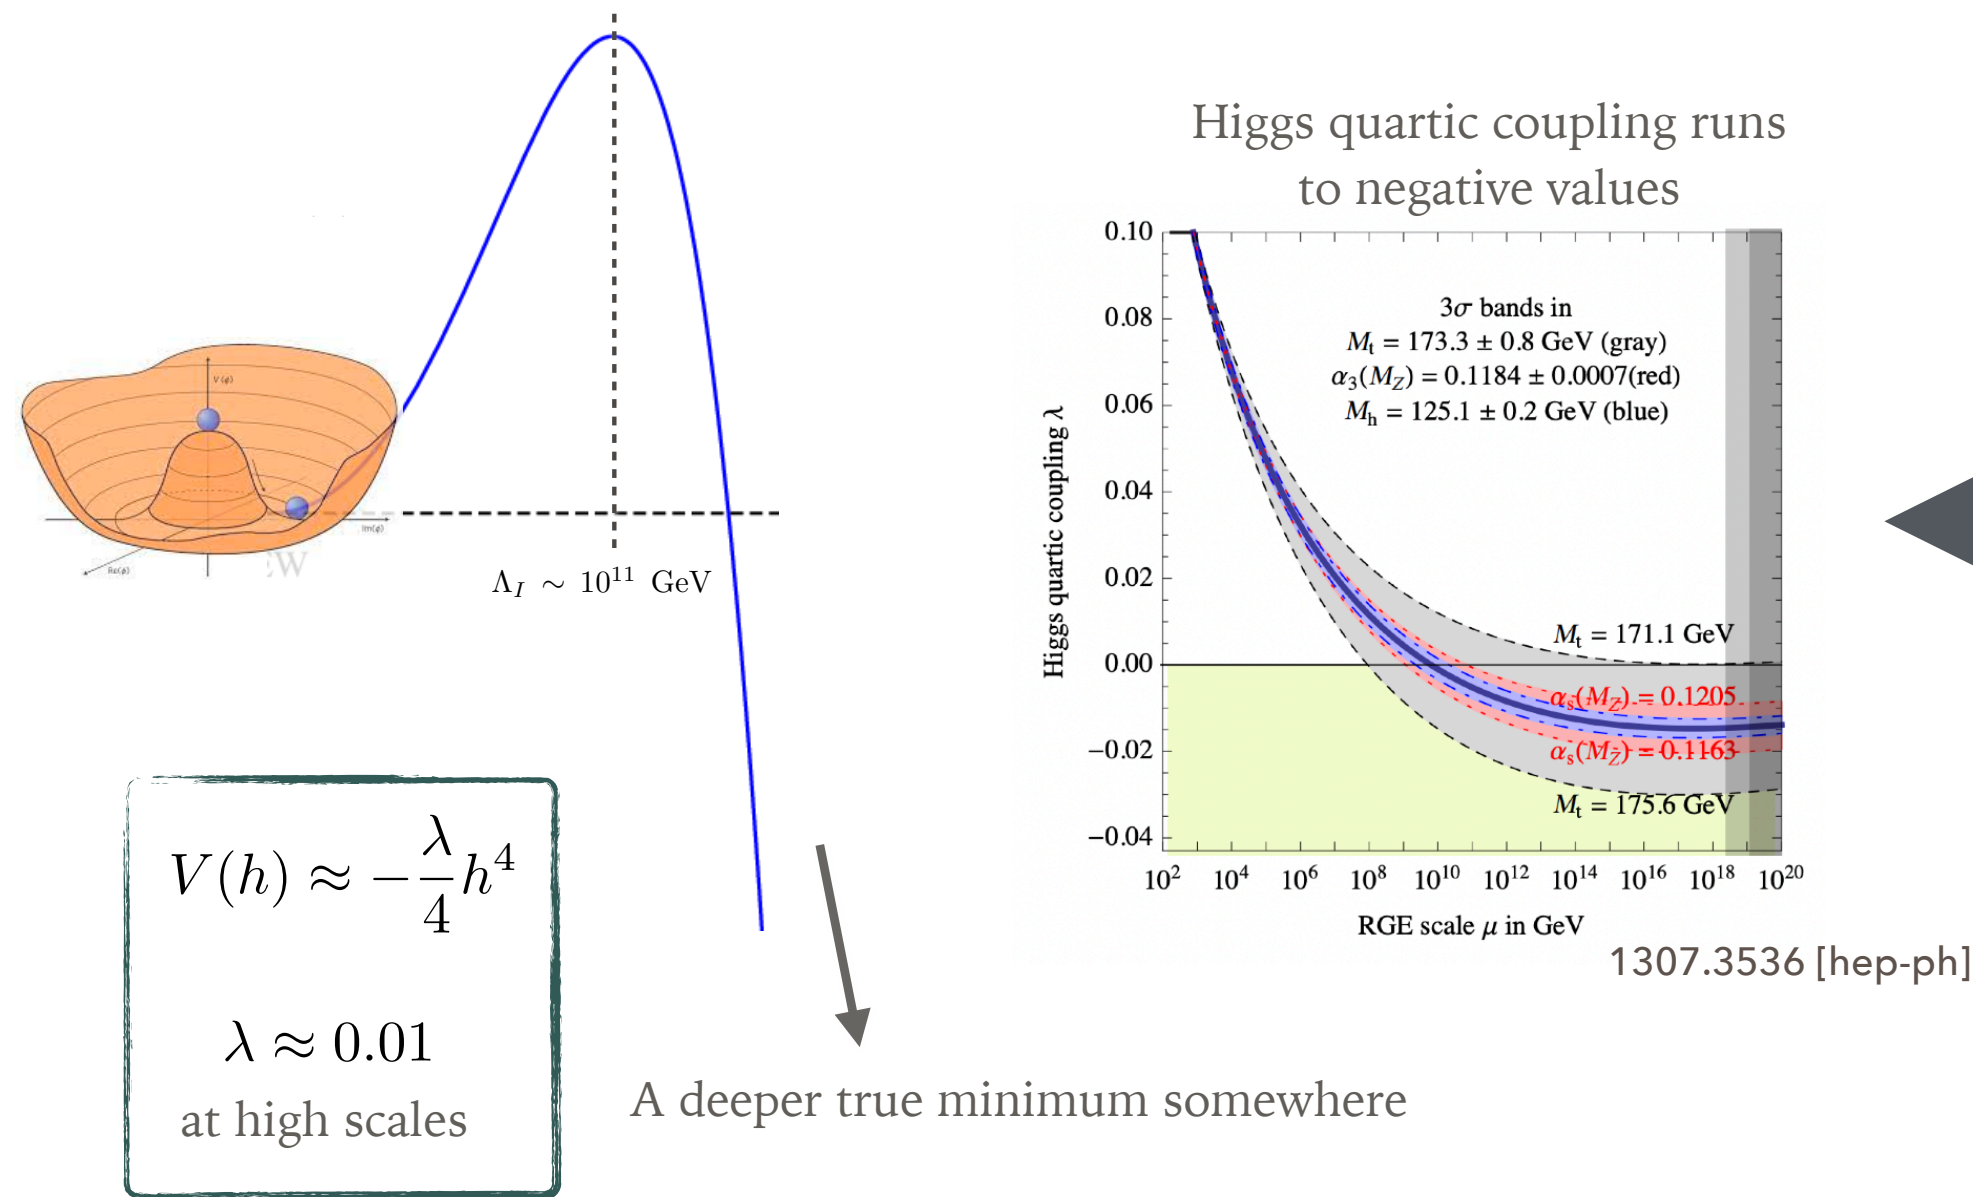 V(ϕ)
Im(ϕ)
Re(ϕ)
Λ_I ∼ 10^11 GeV
V(h) ≈ −λ/4 h^4
λ ≈ 0.01
at high scales
A deeper true minimum somewhere
Higgs quartic coupling runs
to negative values
0.10
0.08
0.06
0.04
0.02
0.00
−0.02
−0.04
Higgs quartic coupling λ
3σ bands in
M_t = 173.3 ± 0.8 GeV (gray)
α_3(M_Z) = 0.1184 ± 0.0007(red)
M_h = 125.1 ± 0.2 GeV (blue)
M_t = 171.1 GeV
α_s(M_Z) = 0.1205
α_s(M_Z) = 0.1163
M_t = 175.6 GeV
10^2 10^4 10^6 10^8 10^10 10^12 10^14 10^16 10^18 10^20
RGE scale μ in GeV
1307.3536 [hep-ph]